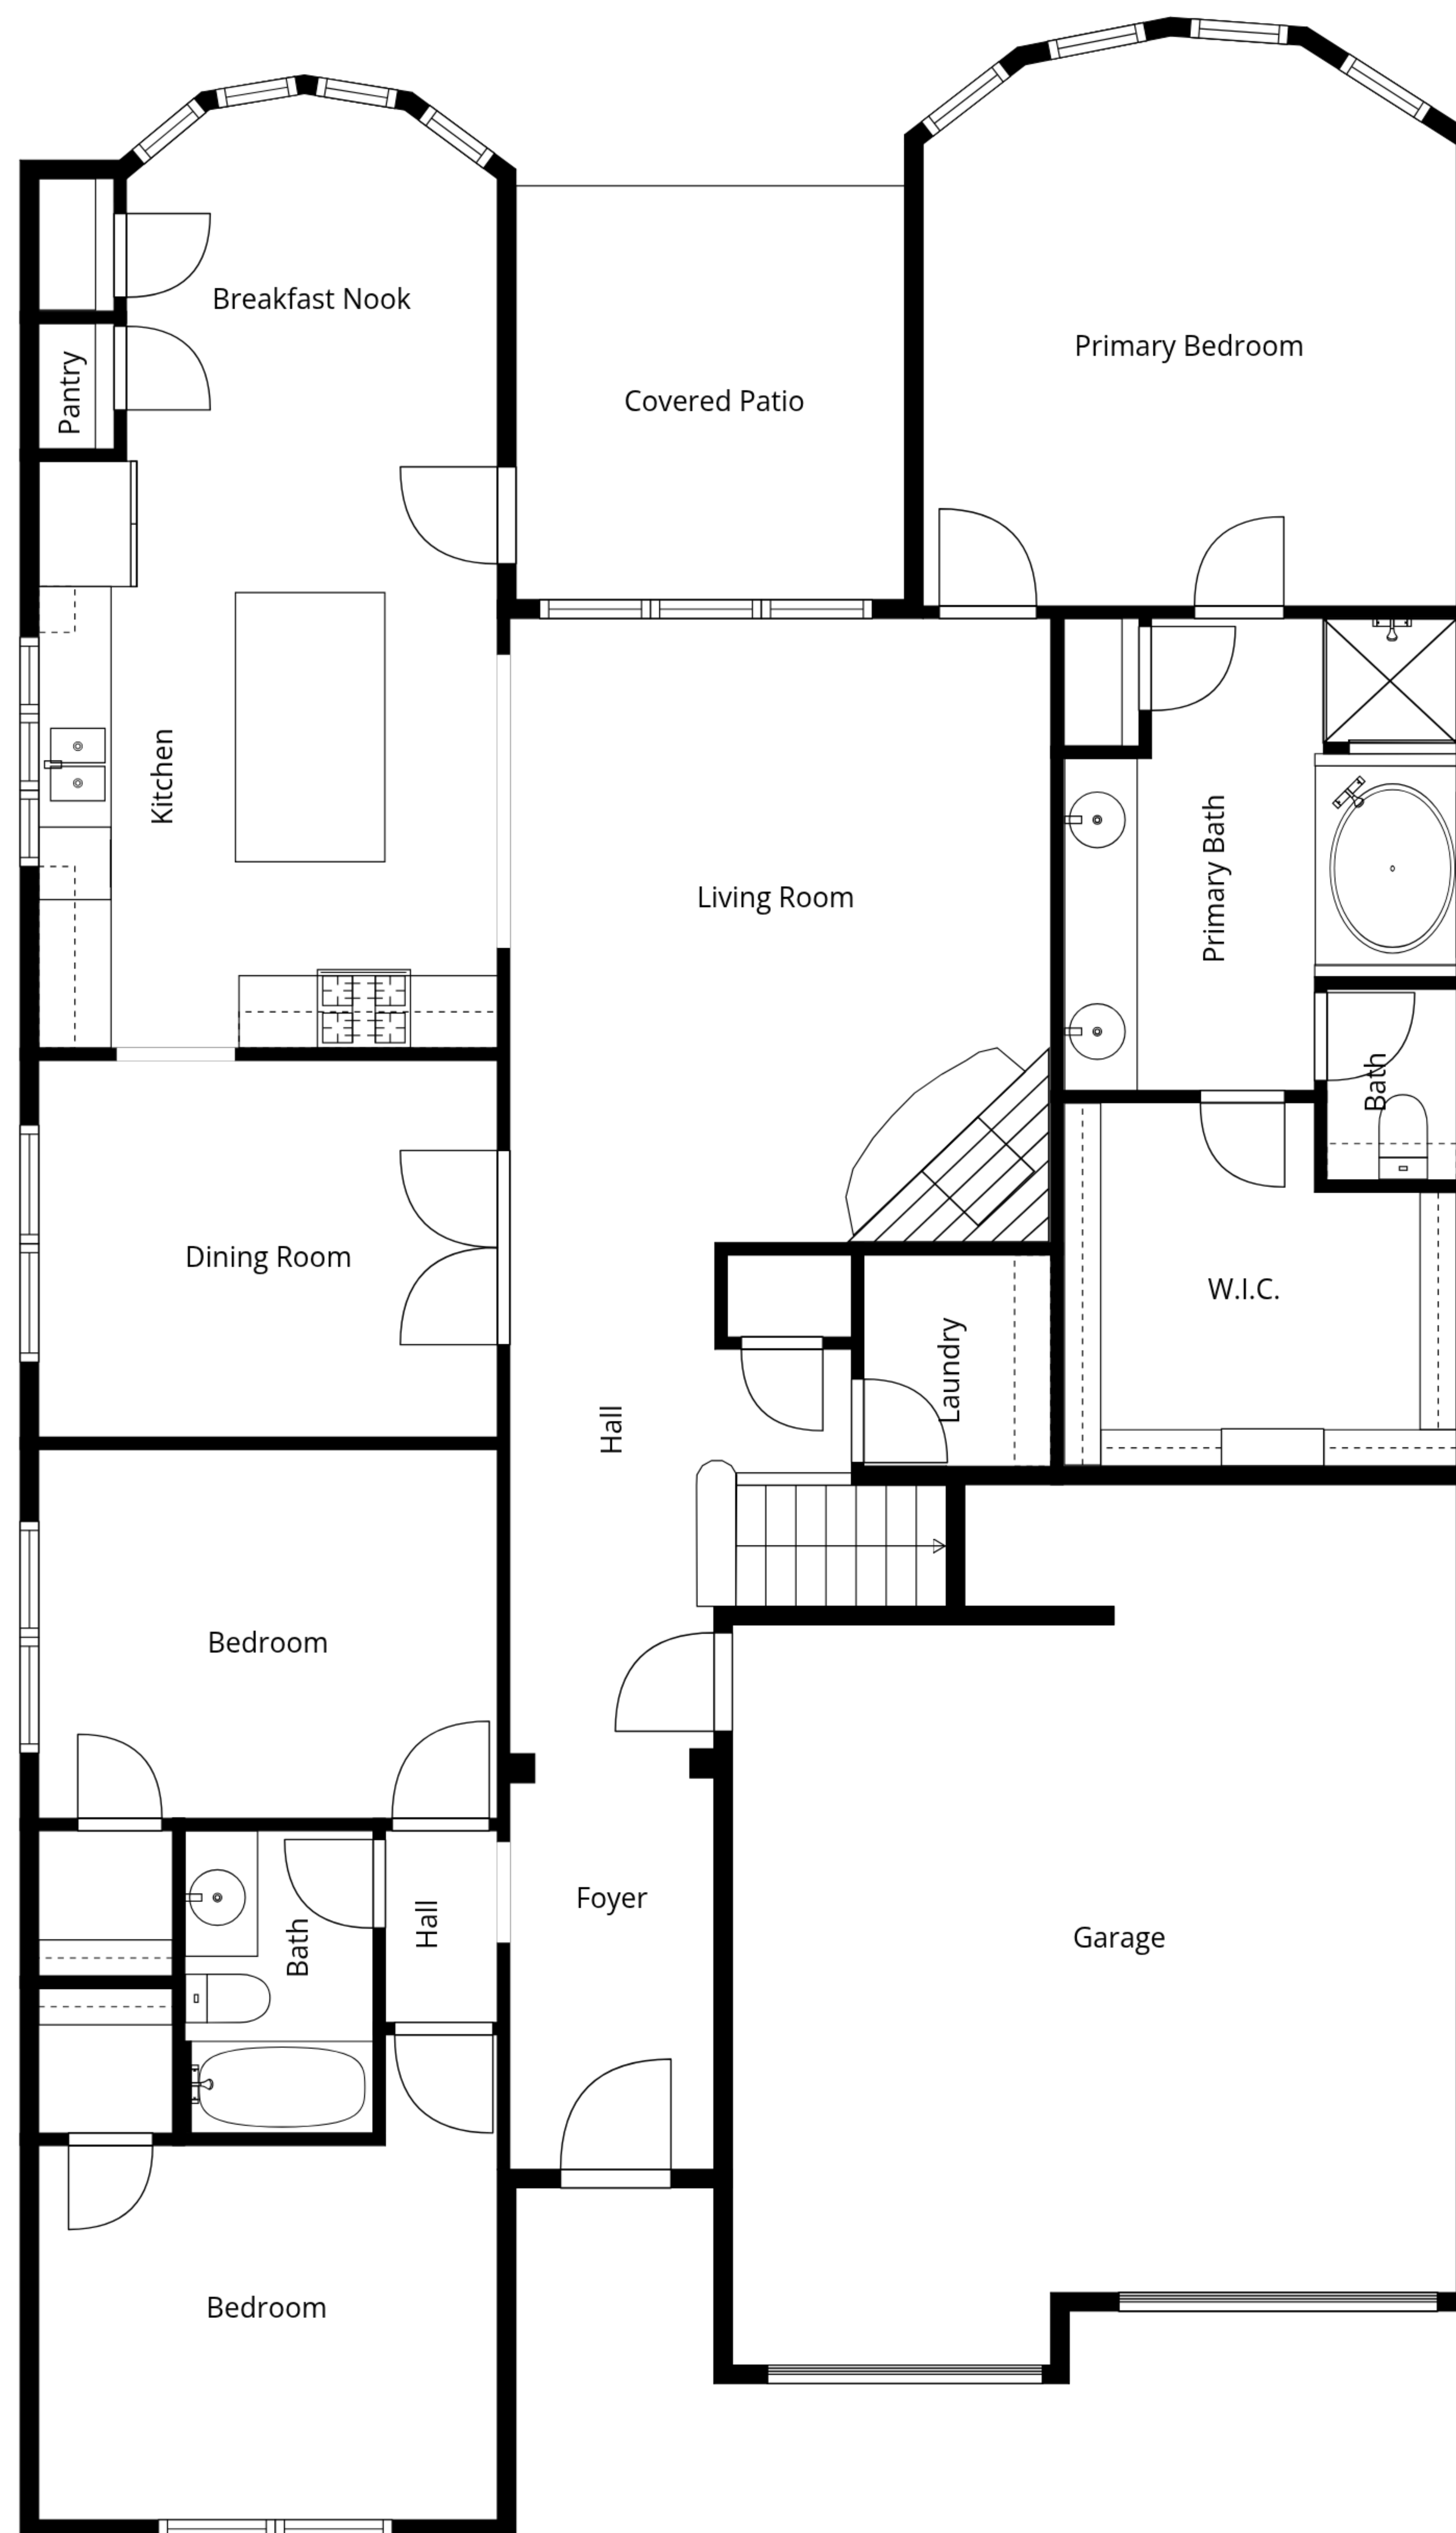 Breakfast Nook
Primary Bedroom
Pantry
Covered Patio
Kitchen
Living Room
Primary Bath
Bath
Dining Room
W.I.C.
Laundry
Hall
Bedroom
Foyer
Hall
Bath
Garage
Bedroom